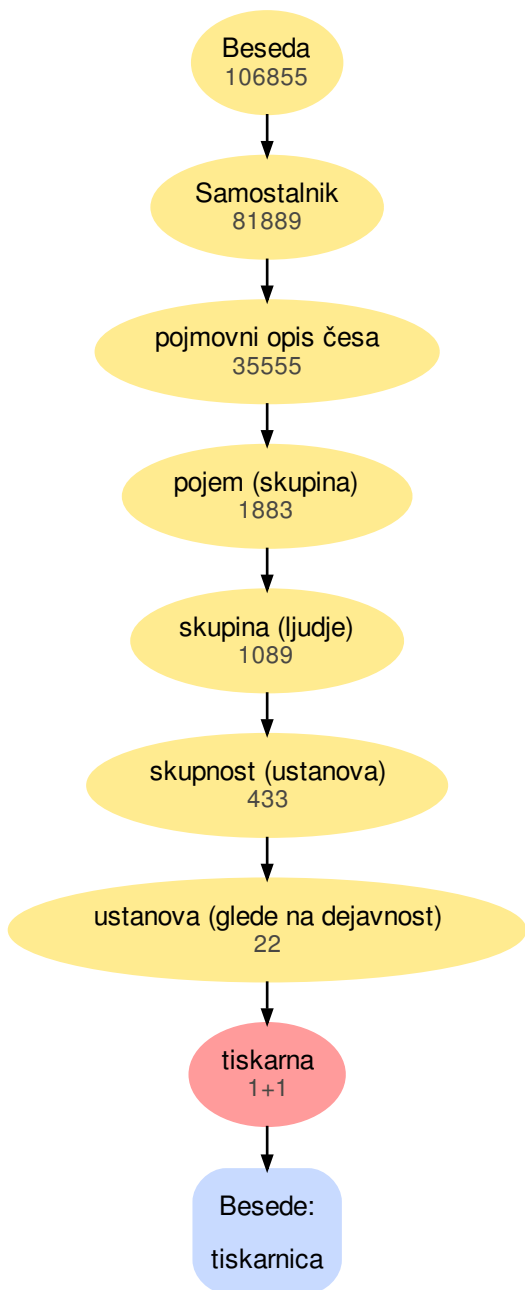 Beseda
106855
Samostalnik
81889
pojmovni opis česa
35555
pojem (skupina)
1883
skupina (ljudje)
1089
skupnost (ustanova)
433
ustanova (glede na dejavnost)
22
tiskarna
1+1
Besede:
tiskarnica